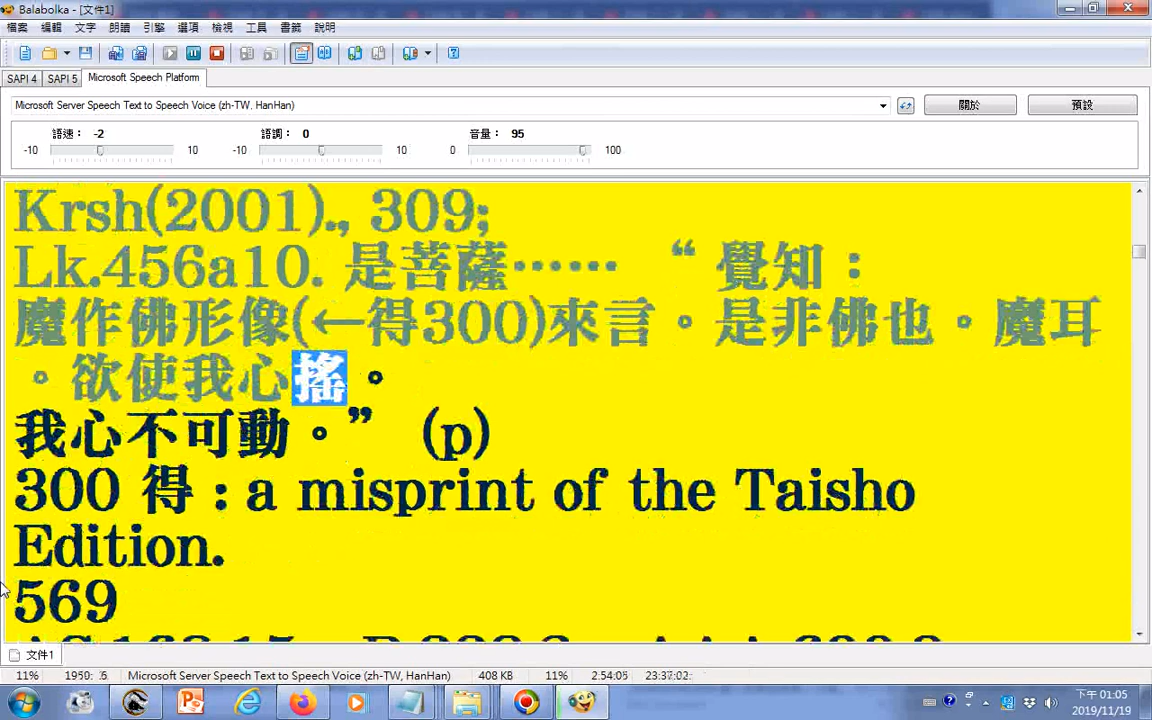 Balabolka - [文件1]
檔案 編輯 文字 朗讀 引擎 選項 檢視 工具 書籤 說明
SAPI 4 SAPI 5 Microsoft Speech Platform
Microsoft Server Speech Text to Speech Voice (zh-TW, HanHan) 關於 預設
語速： -2 語調： 0 音量： 95
-10 10 -10 10 0 100
Krsh(2001)., 309;
Lk.456a10. 是菩薩…… “ 覺知：
魔作佛形像(←得300)來言。是非佛也。魔耳
。欲使我心搖。
我心不可動。” (p)
300 得 : a misprint of the Taisho
Edition.
569
文件1
11% 1950: 5. Microsoft Server Speech Text to Speech Voice (zh-TW, HanHan) 408 KB 11% 2:54:05 23:37:02
下午 01:05
2019/11/19